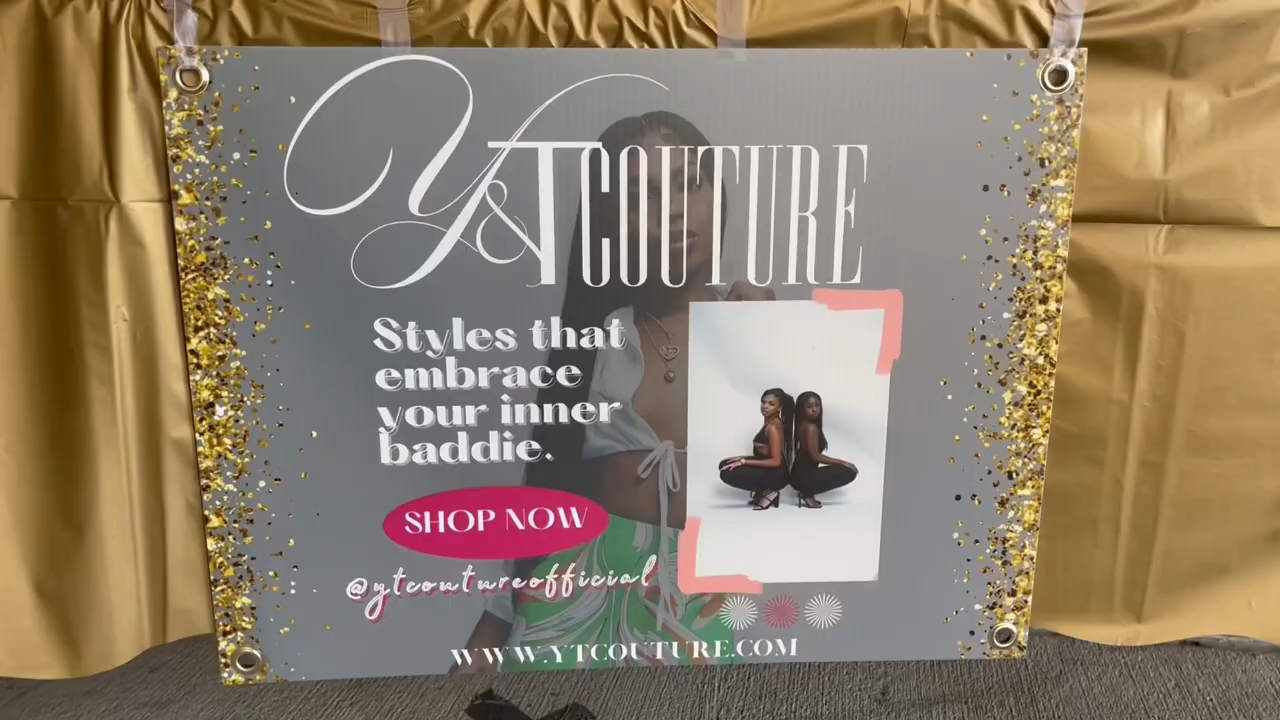 Y&T COUTURE
Styles that
embrace
your inner
baddie.
SHOP NOW
@ytcoutureofficial
WWW.YTCOUTURE.COM